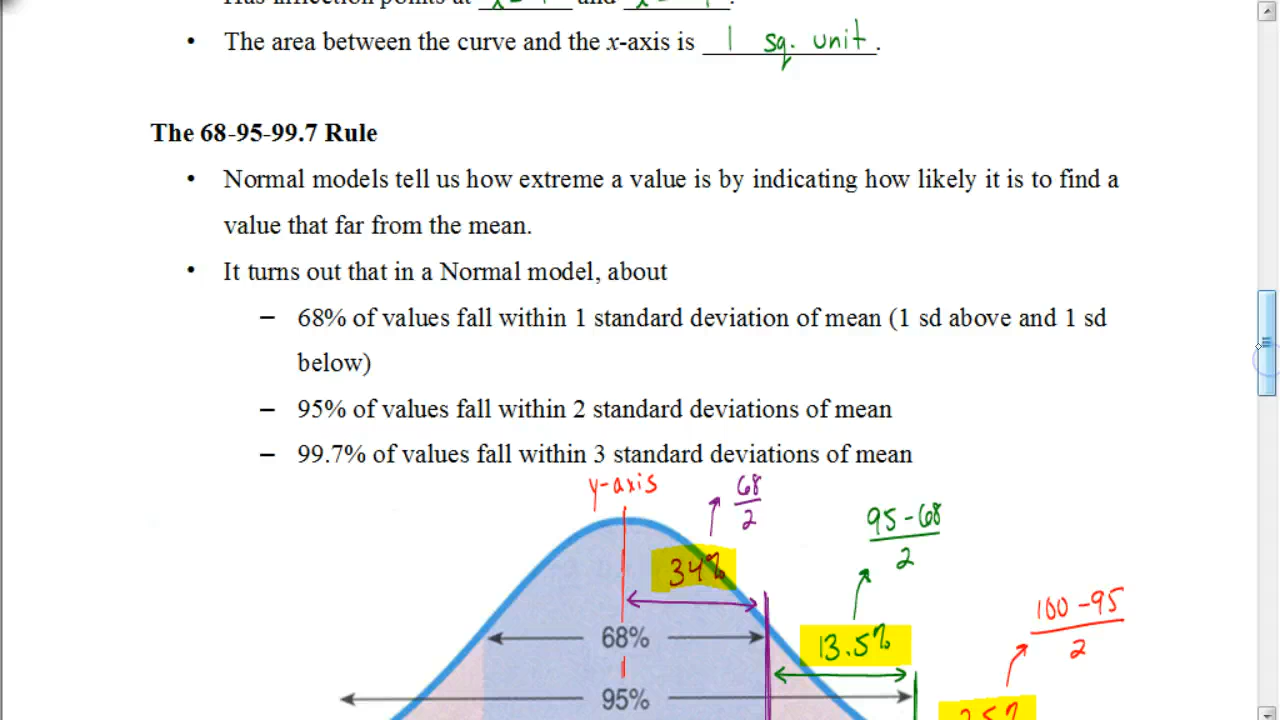 Has inflection points at and
• The area between the curve and the x-axis is 1 sq. unit.
The 68-95-99.7 Rule
• Normal models tell us how extreme a value is by indicating how likely it is to find a
value that far from the mean.
• It turns out that in a Normal model, about
– 68% of values fall within 1 standard deviation of mean (1 sd above and 1 sd
below)
– 95% of values fall within 2 standard deviations of mean
– 99.7% of values fall within 3 standard deviations of mean
y-axis
68
2
95-68
2
34%
100-95
2
68%
13.5%
95%